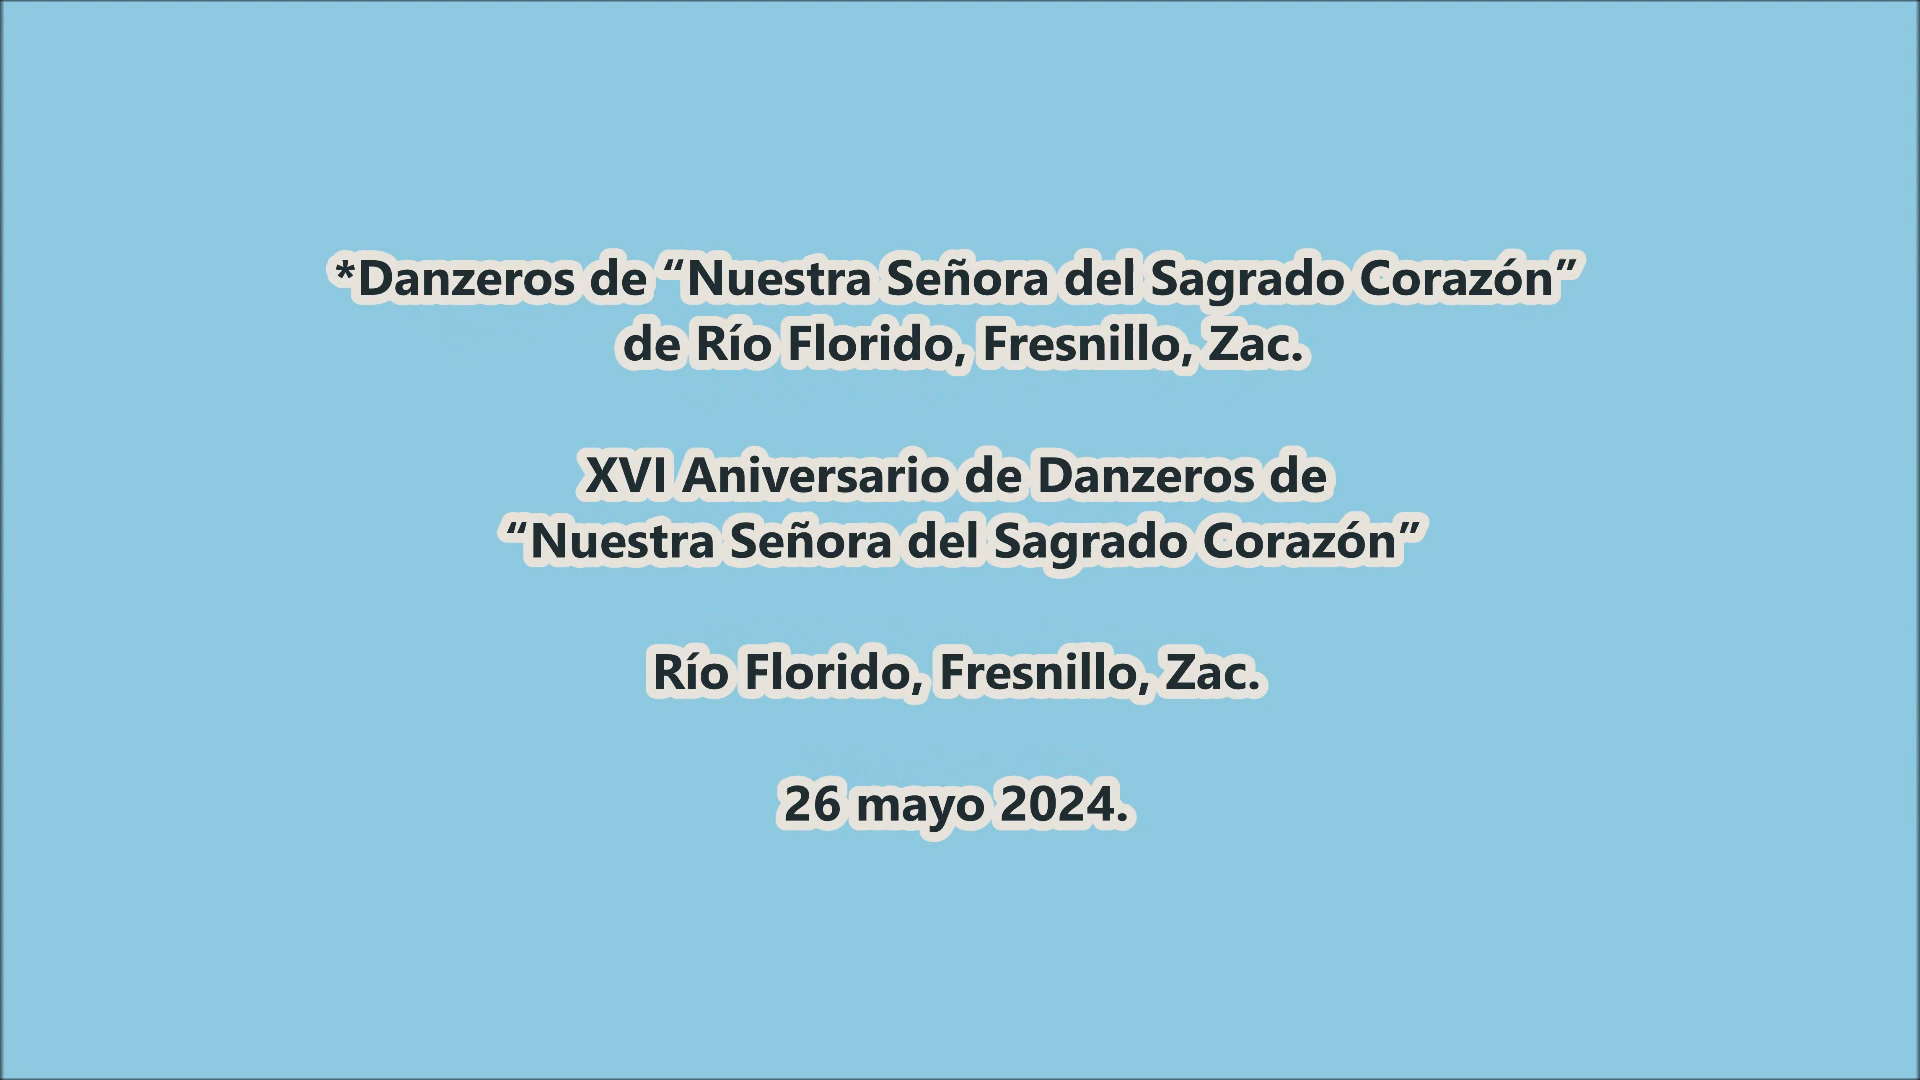 *Danzeros de “Nuestra Señora del Sagrado Corazón”
de Río Florido, Fresnillo, Zac.
XVI Aniversario de Danzeros de
“Nuestra Señora del Sagrado Corazón”
Río Florido, Fresnillo, Zac.
26 mayo 2024.